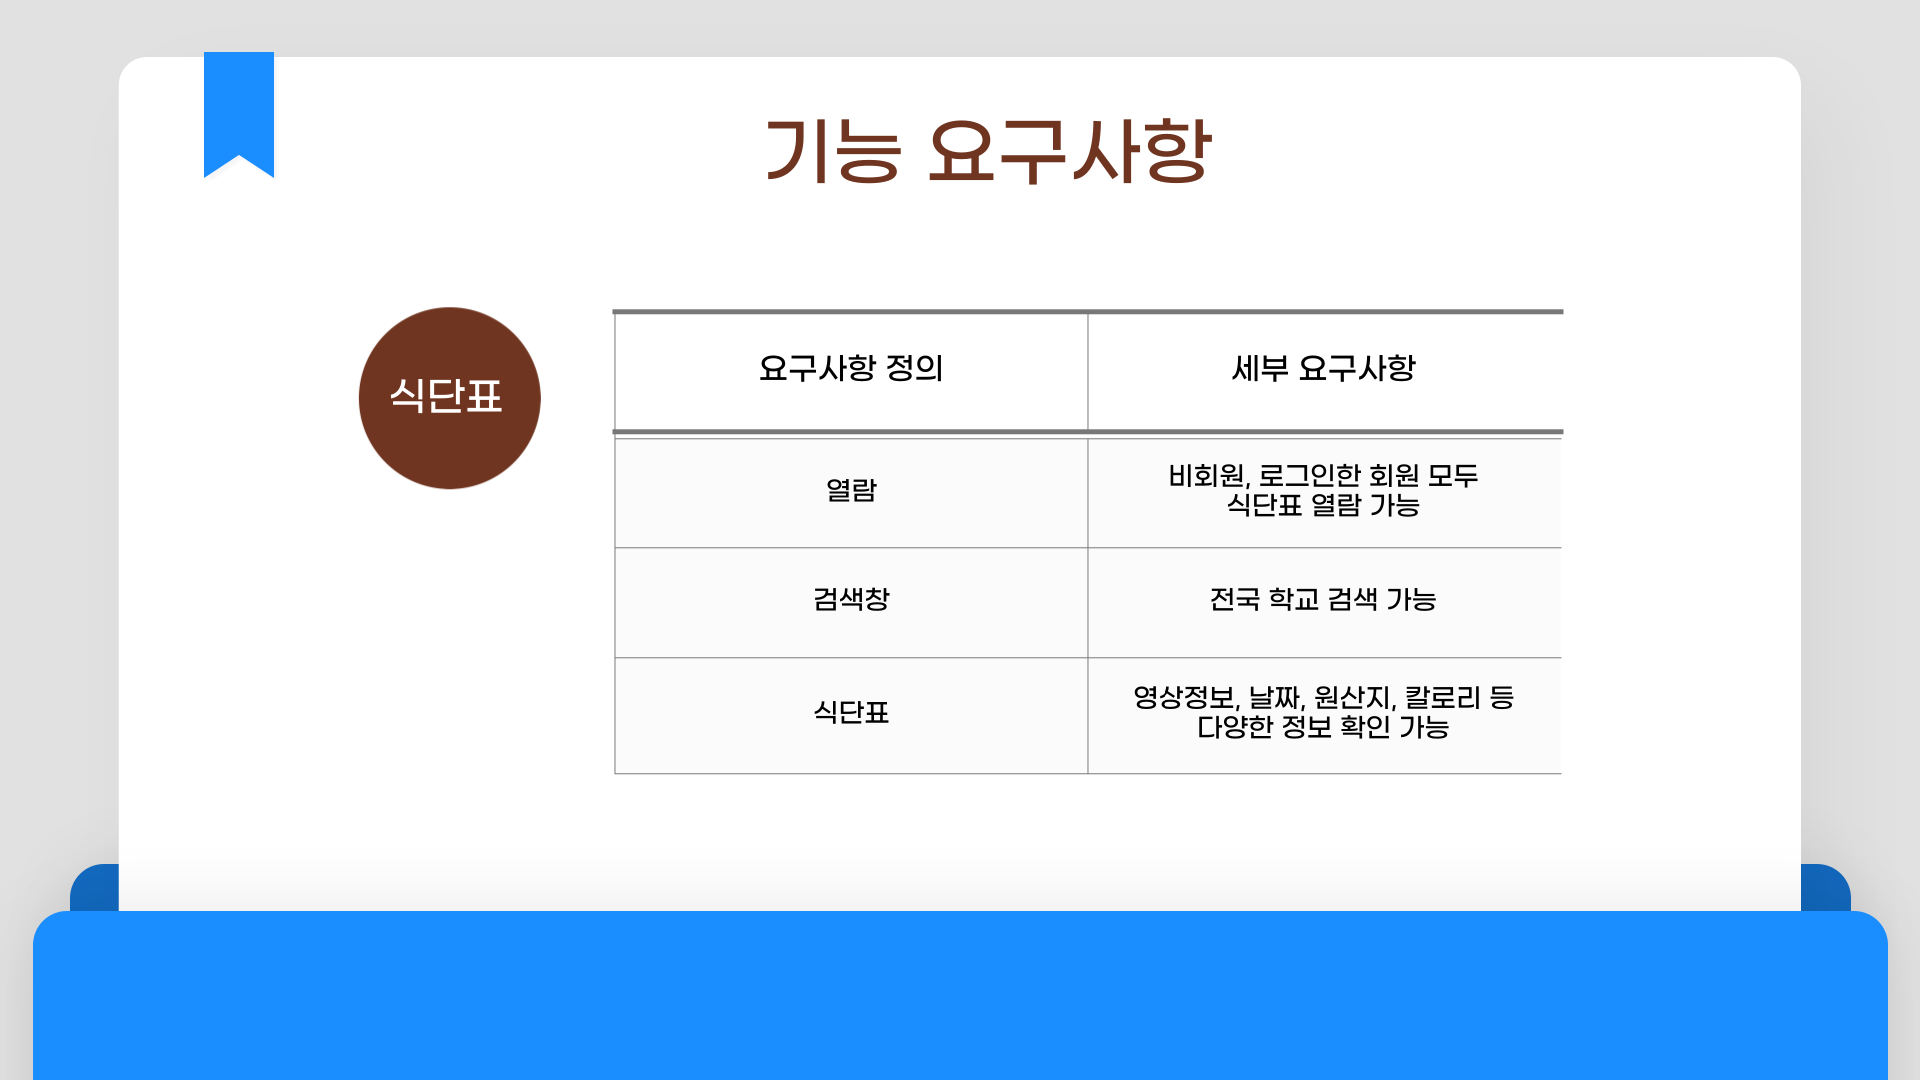 기능 요구사항
식단표
요구사항 정의
세부 요구사항
열람
비회원, 로그인한 회원 모두
식단표 열람 가능
검색창
전국 학교 검색 가능
식단표
영상정보, 날짜, 원산지, 칼로리 등
다양한 정보 확인 가능